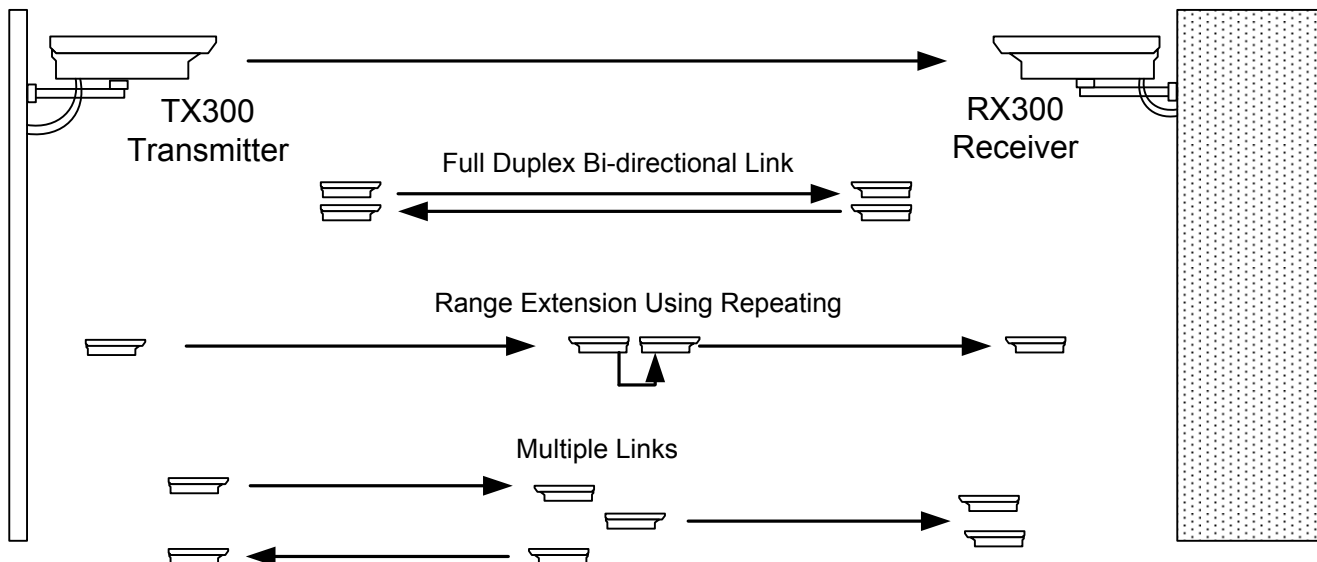 TX300
Transmitter
RX300
Receiver
Full Duplex Bi-directional Link
Range Extension Using Repeating
Multiple Links